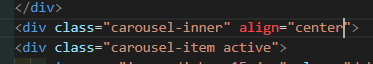 </div>
<div class="carousel-inner" align="center">
<div class="carousel-item active">